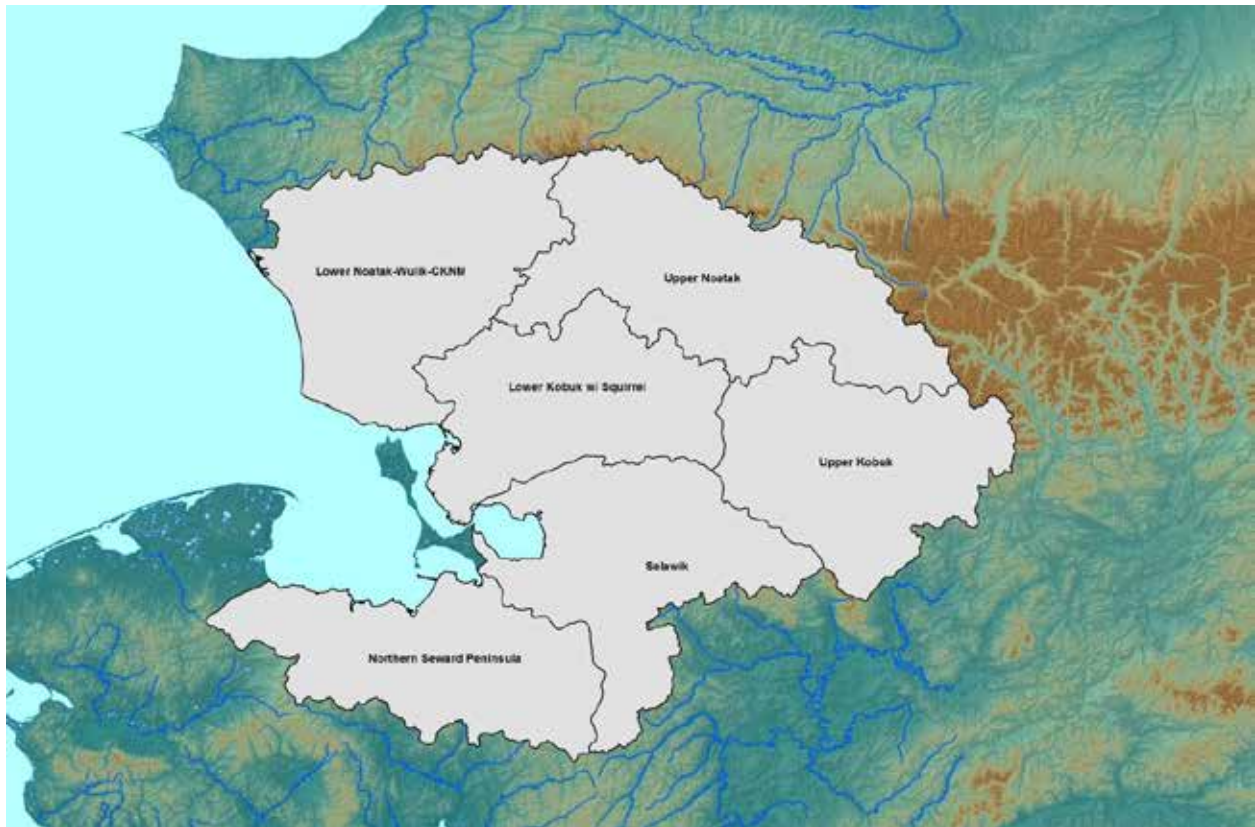 Lower Noatak-Wulik-CKNM
Upper Noatak
Lower Kobuk w/ Squirrel
Upper Kobuk
Selawik
Northern Seward Peninsula